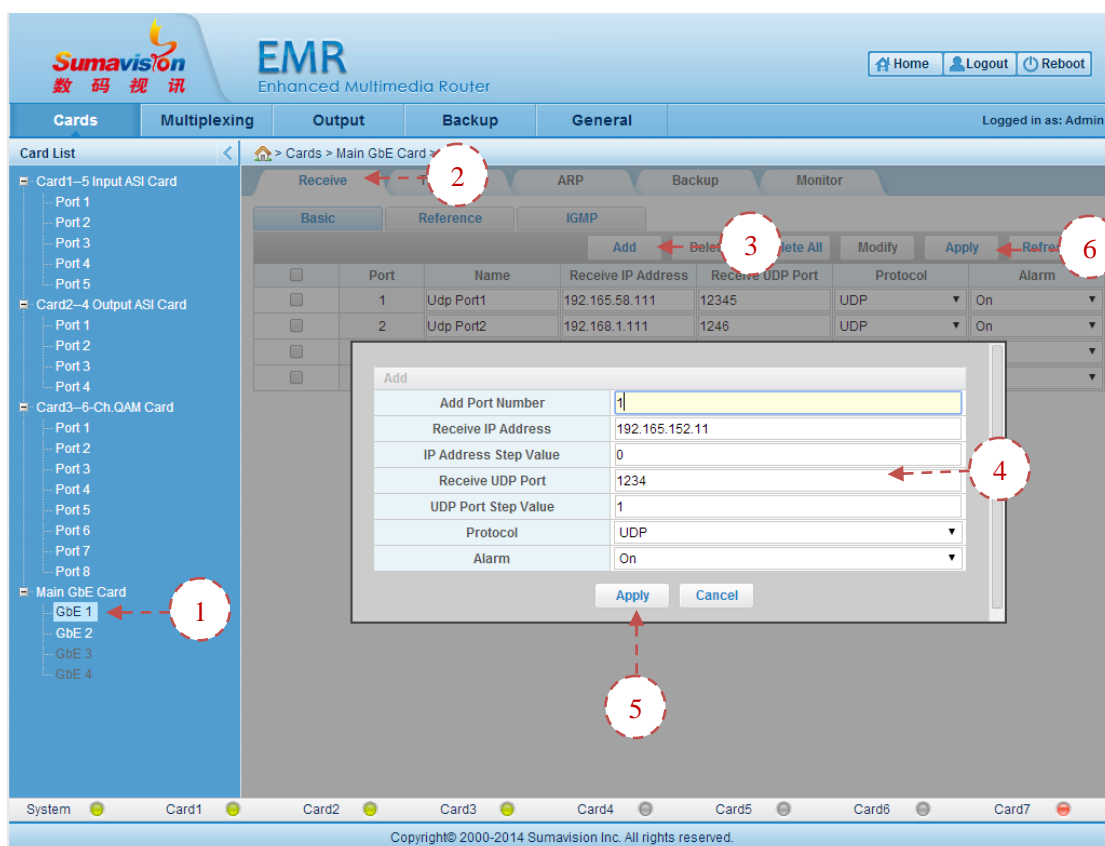 Sumavision
数码视讯
EMR
Enhanced Multimedia Router
Home Logout Reboot
Cards Multiplexing Output Backup General Logged in as: Admin
Card List
> Cards > Main GbE Card >
Card1--5 Input ASI Card
Port 1
Port 2
Port 3
Port 4
Port 5
Card2--4 Output ASI Card
Port 1
Port 2
Port 3
Port 4
Card3--6-Ch.QAM Card
Port 1
Port 2
Port 3
Port 4
Port 5
Port 6
Port 7
Port 8
Main GbE Card
GbE 1
GbE 2
GbE 3
GbE 4
1
Receive ARP Backup Monitor
2
Basic Reference IGMP
Add Modify Apply
3
6
Port Name Receive IP Address Receive UDP Port Protocol Alarm
1 Udp Port1 192.165.58.111 12345 UDP On
2 Udp Port2 192.168.1.111 1246 UDP On
Add
Add Port Number 1
Receive IP Address 192.165.152.11
IP Address Step Value 0
Receive UDP Port 1234
UDP Port Step Value 1
Protocol UDP
Alarm On
4
Apply Cancel
5
System Card1 Card2 Card3 Card4 Card5 Card6 Card7
Copyright© 2000-2014 Sumavision Inc. All rights reserved.